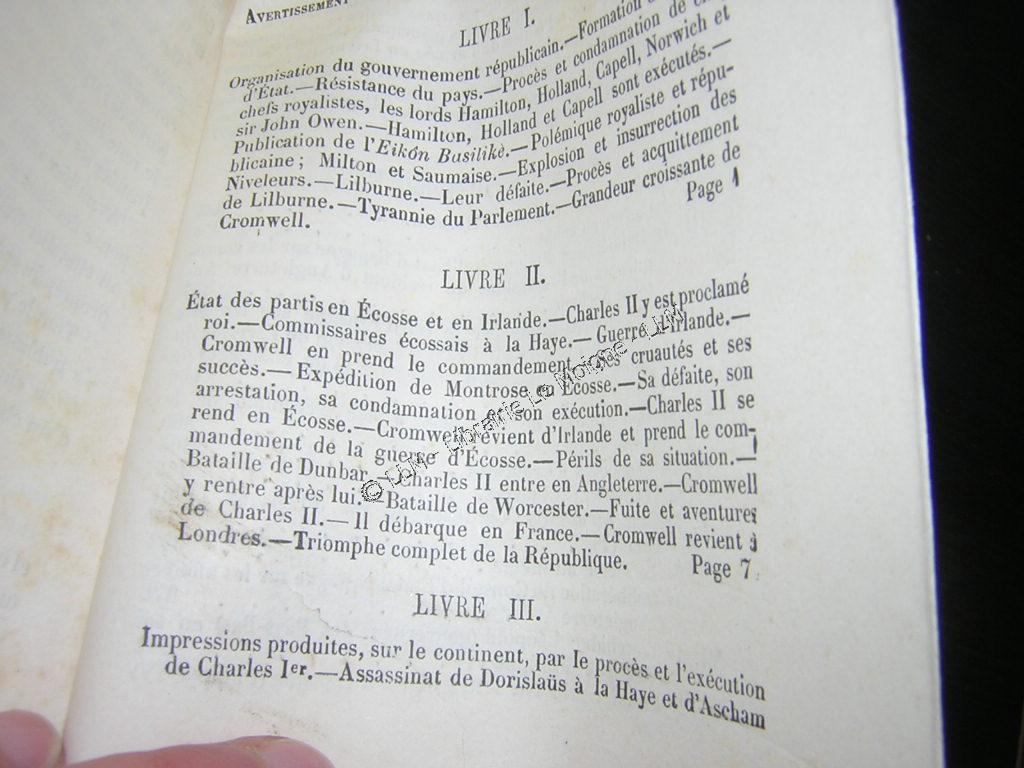 AVERTISSEMENT
LIVRE I.
Organisation du gouvernement républicain.—Formation
d'État.—Résistance du pays.—Procès et condamnation de
chefs royalistes, les lords Hamilton, Holland, Capell, Norwich et
sir John Owen.—Hamilton, Holland et Capell sont exécutés.—
Publication de l'Eikôn Basilikè.—Polémique royaliste et répu-
blicaine; Milton et Saumaise.—Explosion et insurrection des
Niveleurs.—Lilburne.—Leur défaite.—Procès et acquittement
de Lilburne.—Tyrannie du Parlement.—Grandeur croissante de
Cromwell. Page 1
LIVRE II.
État des partis en Écosse et en Irlande.—Charles II y est proclamé
roi.—Commissaires écossais à la Haye.—Guerre d'Irlande.—
Cromwell en prend le commandement.—Ses cruautés et ses
succès.—Expédition de Montrose en Écosse.—Sa défaite, son
arrestation, sa condamnation et son exécution.—Charles II se
rend en Écosse.—Cromwell revient d'Irlande et prend le com-
mandement de la guerre d'Écosse.—Périls de sa situation.—
Bataille de Dunbar.—Charles II entre en Angleterre.—Cromwell
y rentre après lui.—Bataille de Worcester.—Fuite et aventures
de Charles II.—Il débarque en France.—Cromwell revient à
Londres.—Triomphe complet de la République. Page 7
LIVRE III.
Impressions produites, sur le continent, par le procès et l'exécution
de Charles Ier.—Assassinat de Dorislaüs à la Haye et d'Ascham
© LLM - Librairie Le Moigne - LLM